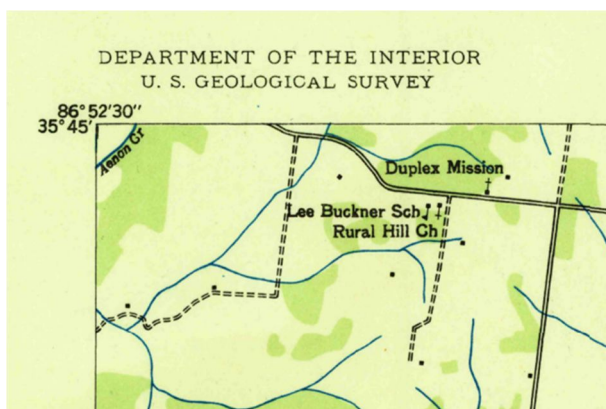 DEPARTMENT OF THE INTERIOR
U. S. GEOLOGICAL SURVEY
86°52'30"
35°45'
Aenon Cr
Duplex Mission
Lee Buckner Sch
Rural Hill Ch